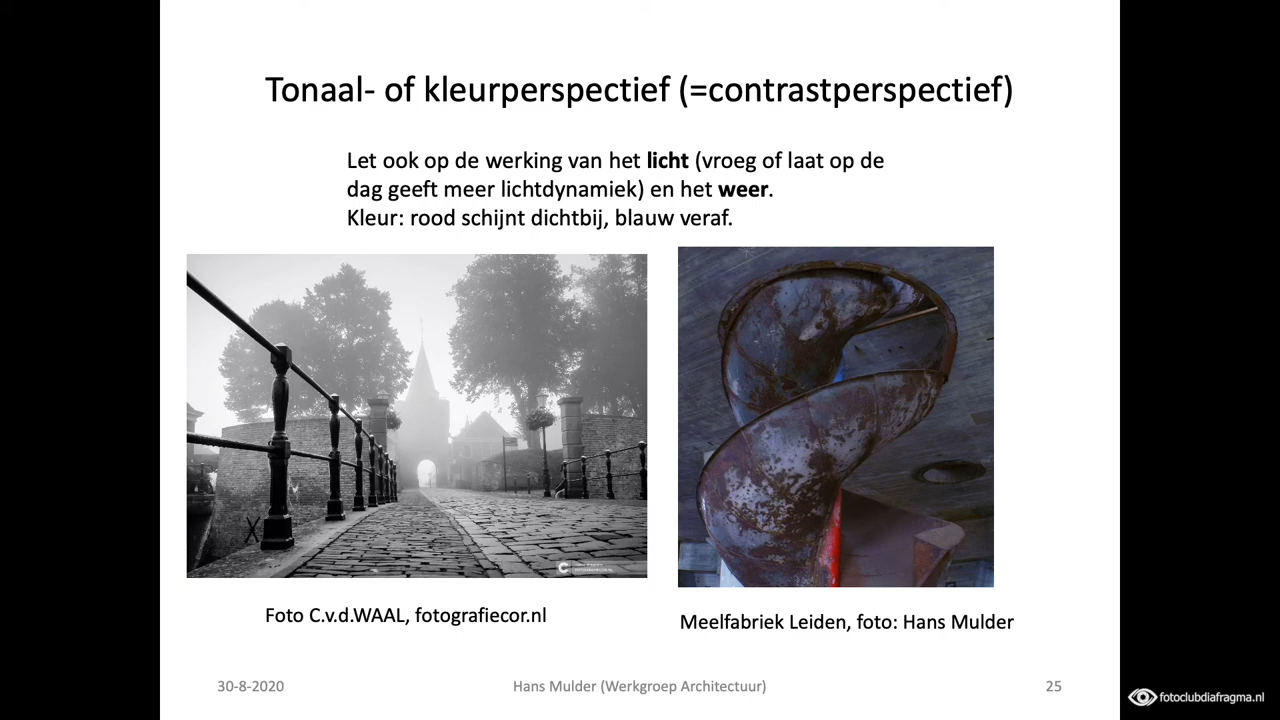 Tonaal- of kleurperspectief (=contrastperspectief)
Let ook op de werking van het licht (vroeg of laat op de
dag geeft meer lichtdynamiek) en het weer.
Kleur: rood schijnt dichtbij, blauw veraf.
Foto C.v.d.WAAL, fotografiecor.nl
Meelfabriek Leiden, foto: Hans Mulder
30-8-2020
Hans Mulder (Werkgroep Architectuur)
25
fotoclubdiafragma.nl